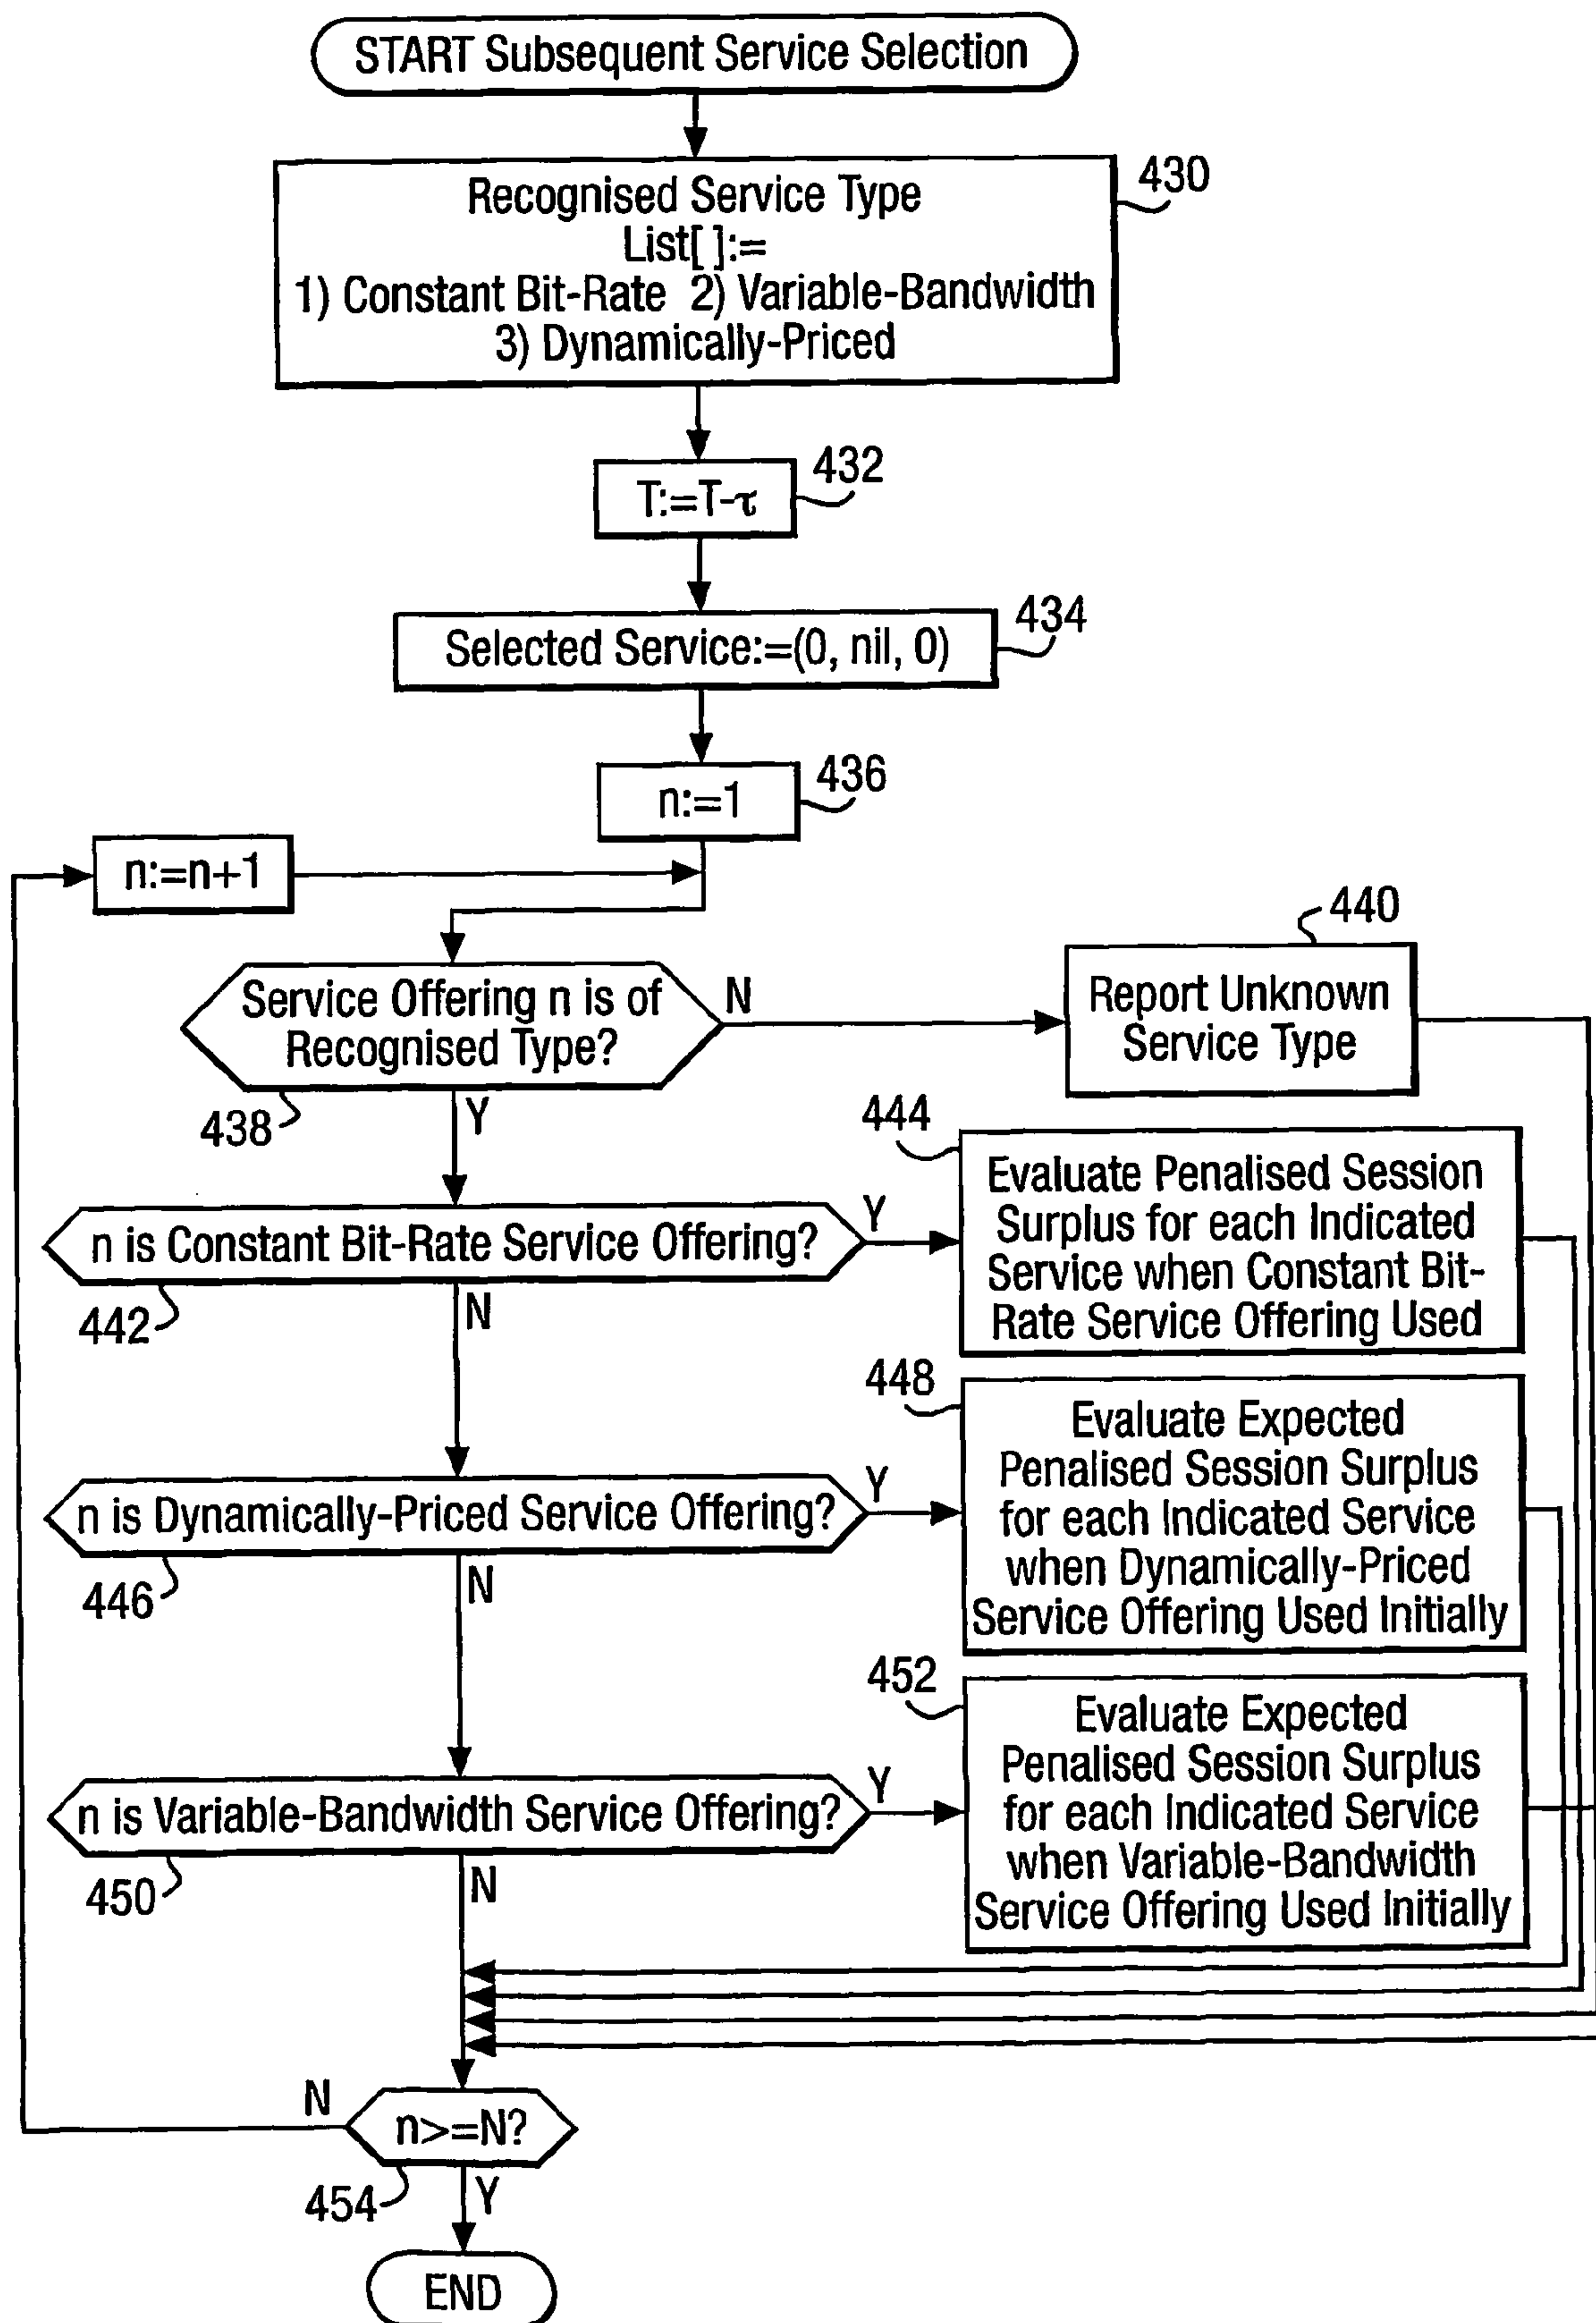 START Subsequent Service Selection
Recognised Service Type
List[ ]:=
1) Constant Bit-Rate 2) Variable-Bandwidth
3) Dynamically-Priced
430
T:=T-τ
432
Selected Service:=(0, nil, 0)
434
n:=1
436
n:=n+1
Service Offering n is of
Recognised Type?
N
438
Y
Report Unknown
Service Type
440
n is Constant Bit-Rate Service Offering?
Y
442
N
444
Evaluate Penalised Session
Surplus for each Indicated
Service when Constant Bit-
Rate Service Offering Used
n is Dynamically-Priced Service Offering?
Y
446
N
448
Evaluate Expected
Penalised Session Surplus
for each Indicated Service
when Dynamically-Priced
Service Offering Used Initially
n is Variable-Bandwidth Service Offering?
Y
450
N
452
Evaluate Expected
Penalised Session Surplus
for each Indicated Service
when Variable-Bandwidth
Service Offering Used Initially
N
n>=N?
454
Y
END